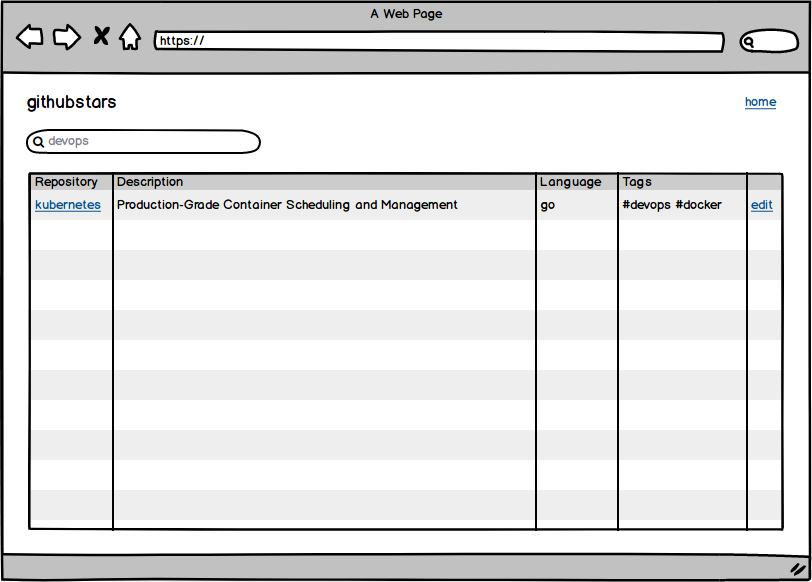 A Web Page
https://
githubstars
home
devops
Repository Description Language Tags
kubernetes Production-Grade Container Scheduling and Management go #devops #docker edit